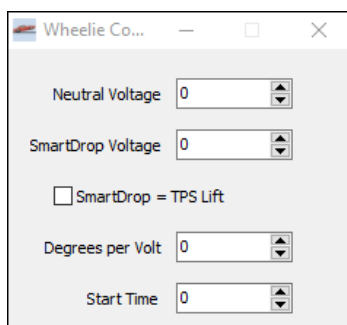 Wheelie Co...
Neutral Voltage 0
SmartDrop Voltage 0
SmartDrop = TPS Lift
Degrees per Volt 0
Start Time 0